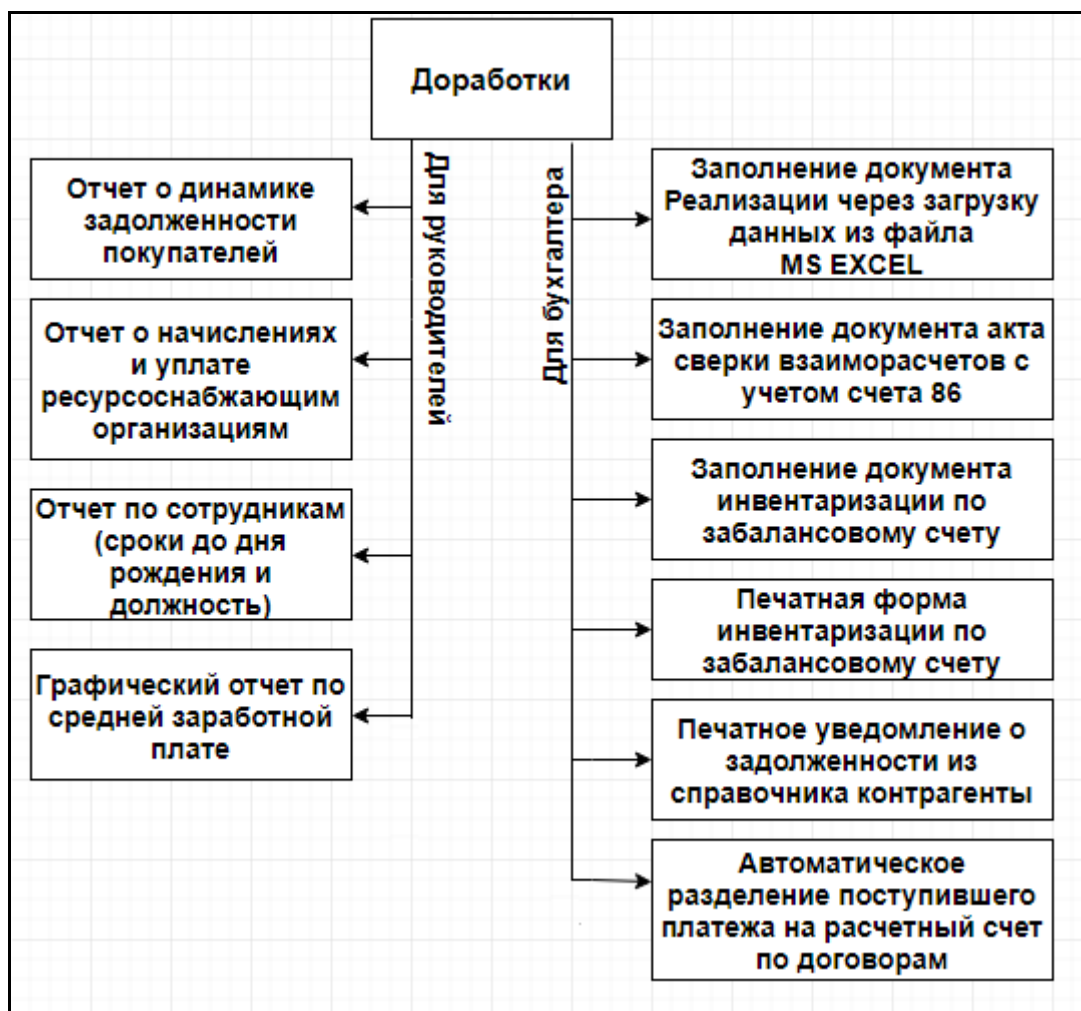 Доработки
Для руководителей
Отчет о динамике
задолженности
покупателей
Отчет о начислениях
и уплате
ресурсоснабжающим
организациям
Отчет по сотрудникам
(сроки до дня
рождения и
должность)
Графический отчет по
средней заработной
плате
Для бухгалтера
Заполнение документа
Реализации через загрузку
данных из файла
MS EXCEL
Заполнение документа акта
сверки взаиморасчетов с
учетом счета 86
Заполнение документа
инвентаризации по
забалансовому счету
Печатная форма
инвентаризации по
забалансовому счету
Печатное уведомление о
задолженности из
справочника контрагенты
Автоматическое
разделение поступившего
платежа на расчетный счет
по договорам